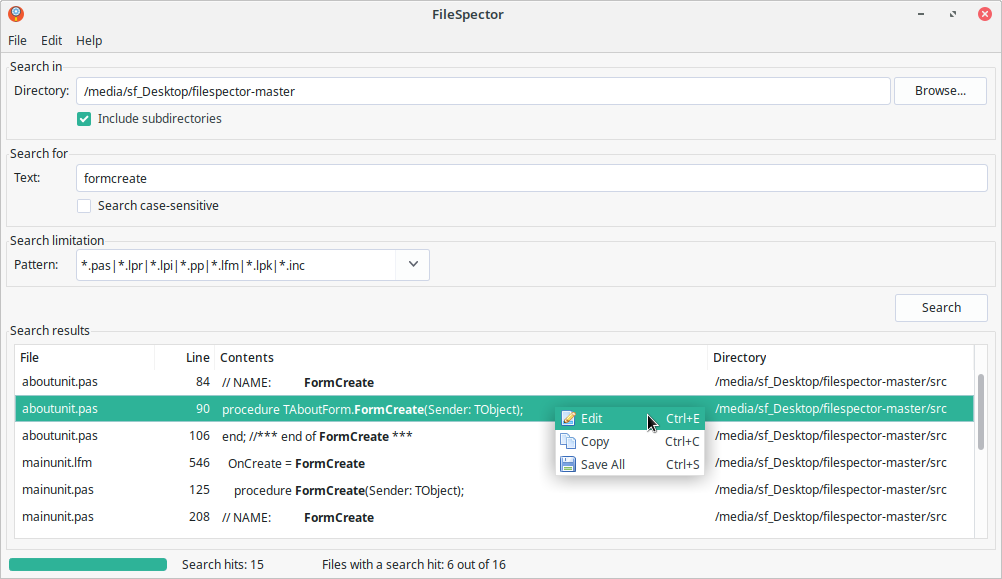 FileSpector
File Edit Help
Search in
Directory: /media/sf_Desktop/filespector-master Browse...
Include subdirectories
Search for
Text: formcreate
Search case-sensitive
Search limitation
Pattern: *.pas|*.lpr|*.lpi|*.pp|*.lfm|*.lpk|*.inc
Search
Search results
File Line Contents Directory
aboutunit.pas 84 // NAME: FormCreate /media/sf_Desktop/filespector-master/src
aboutunit.pas 90 procedure TAboutForm.FormCreate(Sender: TObject); /media/sf_Desktop/filespector-master/src
Edit Ctrl+E
aboutunit.pas 106 end; //*** end of FormCreate *** /media/sf_Desktop/filespector-master/src
Copy Ctrl+C
mainunit.lfm 546 OnCreate = FormCreate /media/sf_Desktop/filespector-master/src
Save All Ctrl+S
mainunit.pas 125 procedure FormCreate(Sender: TObject); /media/sf_Desktop/filespector-master/src
mainunit.pas 208 // NAME: FormCreate /media/sf_Desktop/filespector-master/src
Search hits: 15 Files with a search hit: 6 out of 16